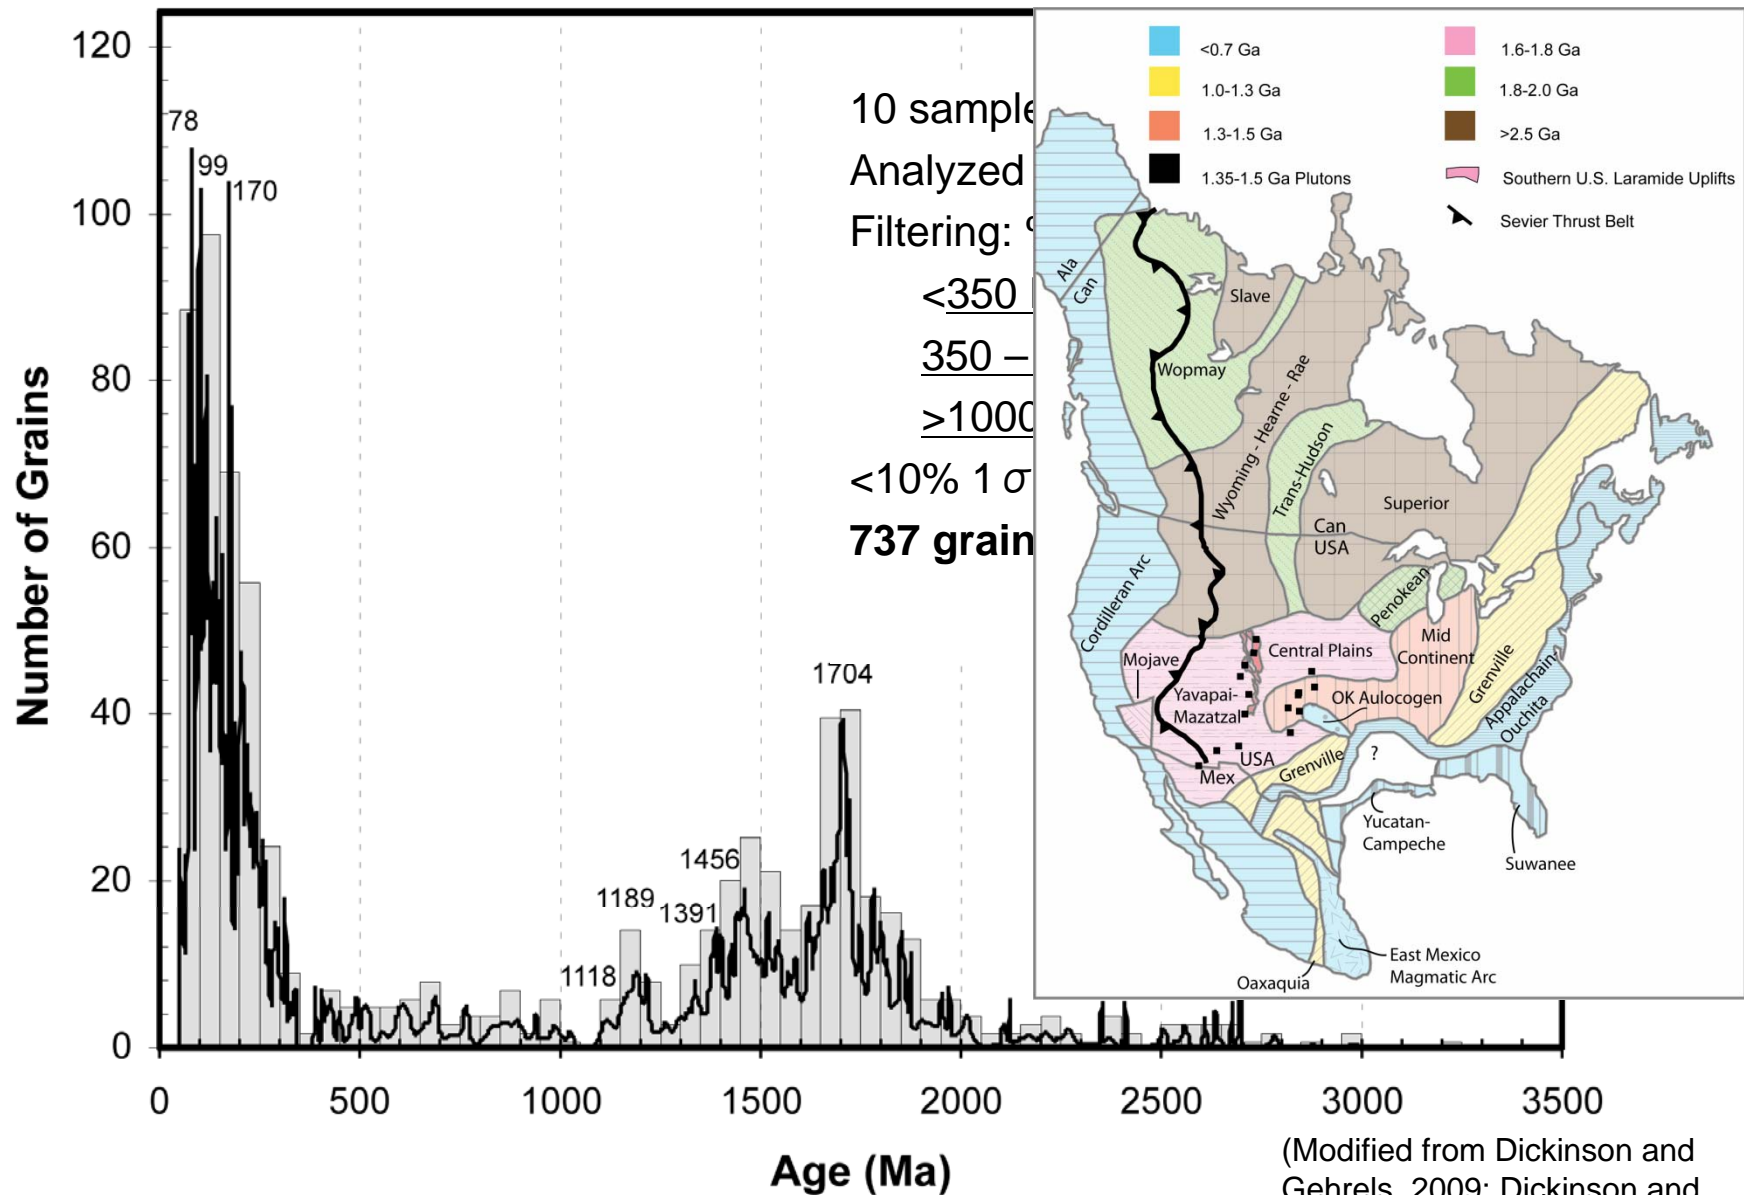 120
100
80
60
40
20
0
Number of Grains
78
99
170
1118
1189
1391
1456
1704
0
500
1000
1500
2000
2500
3000
3500
Age (Ma)
10 sample
Analyzed
Filtering:
<350
350 –
>1000
<10% 1 σ
737 grain
<0.7 Ga
1.0-1.3 Ga
1.3-1.5 Ga
1.35-1.5 Ga Plutons
1.6-1.8 Ga
1.8-2.0 Ga
>2.5 Ga
Southern U.S. Laramide Uplifts
Sevier Thrust Belt
Ala
Can
Slave
Wopmay
Wyoming - Hearne - Rae
Trans-Hudson
Superior
Can
USA
Cordilleran Arc
Penokean
Mojave
Central Plains
Mid
Continent
Yavapai-
Mazatzal
OK Aulocogen
Grenville
Appalachain-
Ouchita
USA
Mex
Grenville
?
Yucatan-
Campeche
Suwanee
East Mexico
Magmatic Arc
Oaxaquia
(Modified from Dickinson and
Gehrels, 2009; Dickinson and